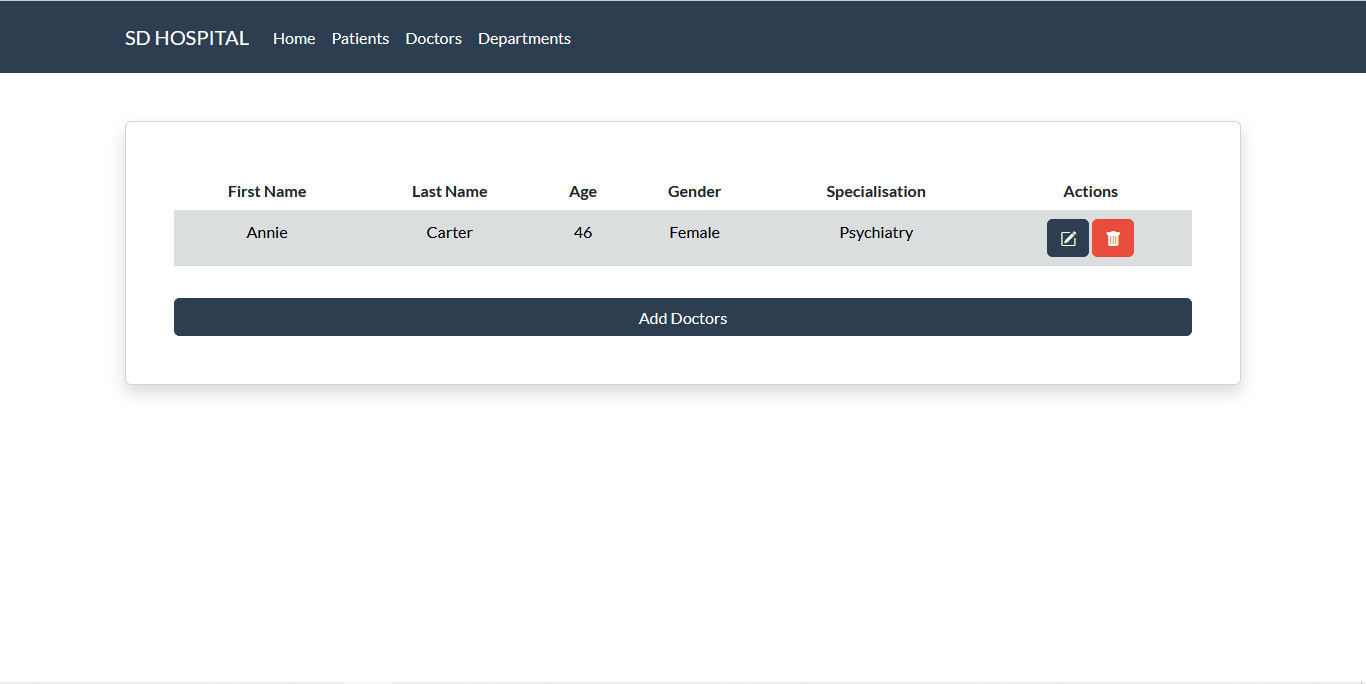 SD HOSPITAL Home Patients Doctors Departments
First Name Last Name Age Gender Specialisation Actions
Annie Carter 46 Female Psychiatry
Add Doctors